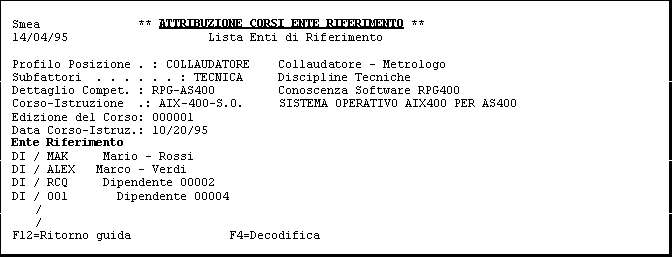 Smea ** ATTRIBUZIONE CORSI ENTE RIFERIMENTO **
14/04/95 Lista Enti di Riferimento
Profilo Posizione . : COLLAUDATORE Collaudatore - Metrologo
Subfattori . . . . . . : TECNICA Discipline Tecniche
Dettaglio Compet. : RPG-AS400 Conoscenza Software RPG400
Corso-Istruzione .: AIX-400-S.O. SISTEMA OPERATIVO AIX400 PER AS400
Edizione del Corso: 000001
Data Corso-Istruz.: 10/20/95
Ente Riferimento
DI / MAK Mario - Rossi
DI / ALEX Marco - Verdi
DI / RCQ Dipendente 00002
DI / 001 Dipendente 00004
/
/
F12=Ritorno guida F4=Decodifica